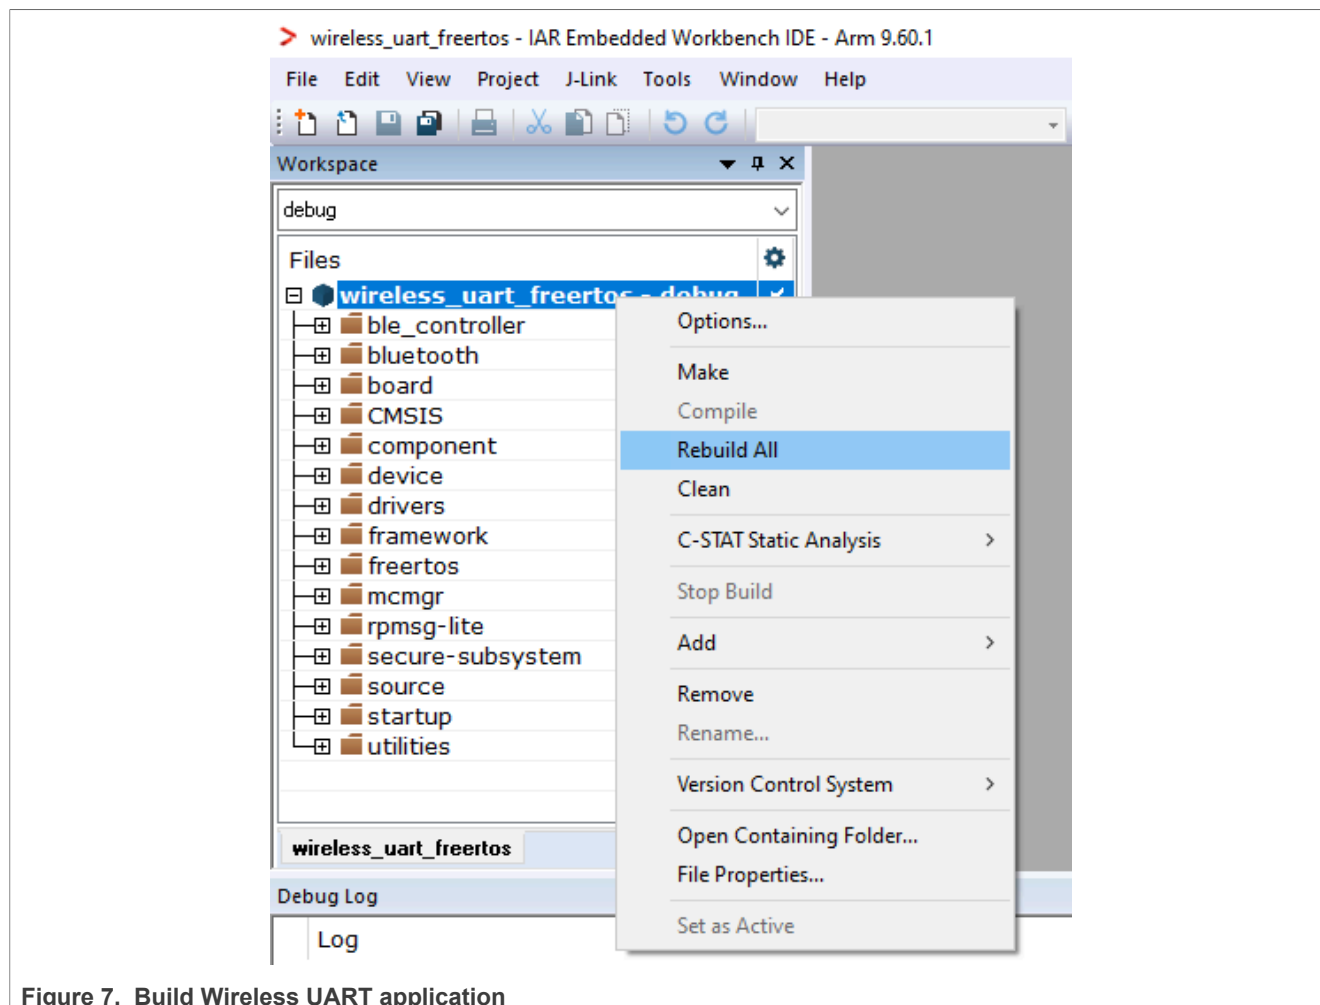 wireless_uart_freertos - IAR Embedded Workbench IDE - Arm 9.60.1
File Edit View Project J-Link Tools Window Help
Workspace
debug
Files
wireless_uart_freertos - debug
ble_controller
bluetooth
board
CMSIS
component
device
drivers
framework
freertos
mcmgr
rpmsg-lite
secure-subsystem
source
startup
utilities
wireless_uart_freertos
Options...
Make
Compile
Rebuild All
Clean
C-STAT Static Analysis
Stop Build
Add
Remove
Rename...
Version Control System
Open Containing Folder...
File Properties...
Set as Active
Debug Log
Log
Figure 7. Build Wireless UART application